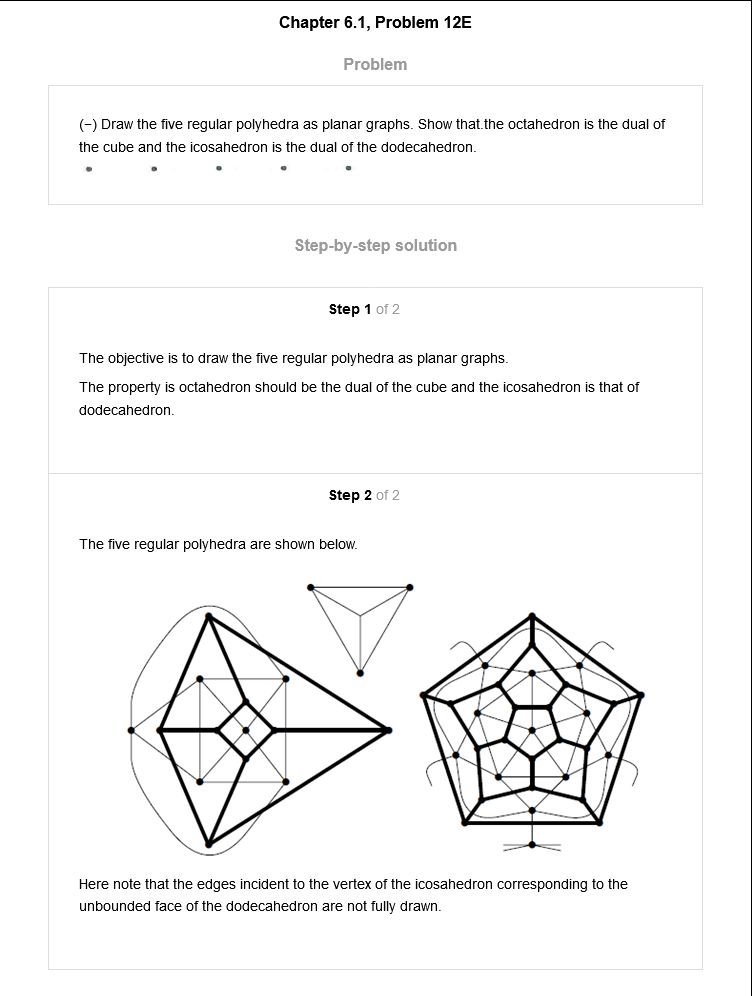 Chapter 6.1, Problem 12E
Problem
(−) Draw the five regular polyhedra as planar graphs. Show that.the octahedron is the dual of
the cube and the icosahedron is the dual of the dodecahedron.
Step-by-step solution
Step 1 of 2
The objective is to draw the five regular polyhedra as planar graphs.
The property is octahedron should be the dual of the cube and the icosahedron is that of
dodecahedron.
Step 2 of 2
The five regular polyhedra are shown below.
Here note that the edges incident to the vertex of the icosahedron corresponding to the
unbounded face of the dodecahedron are not fully drawn.